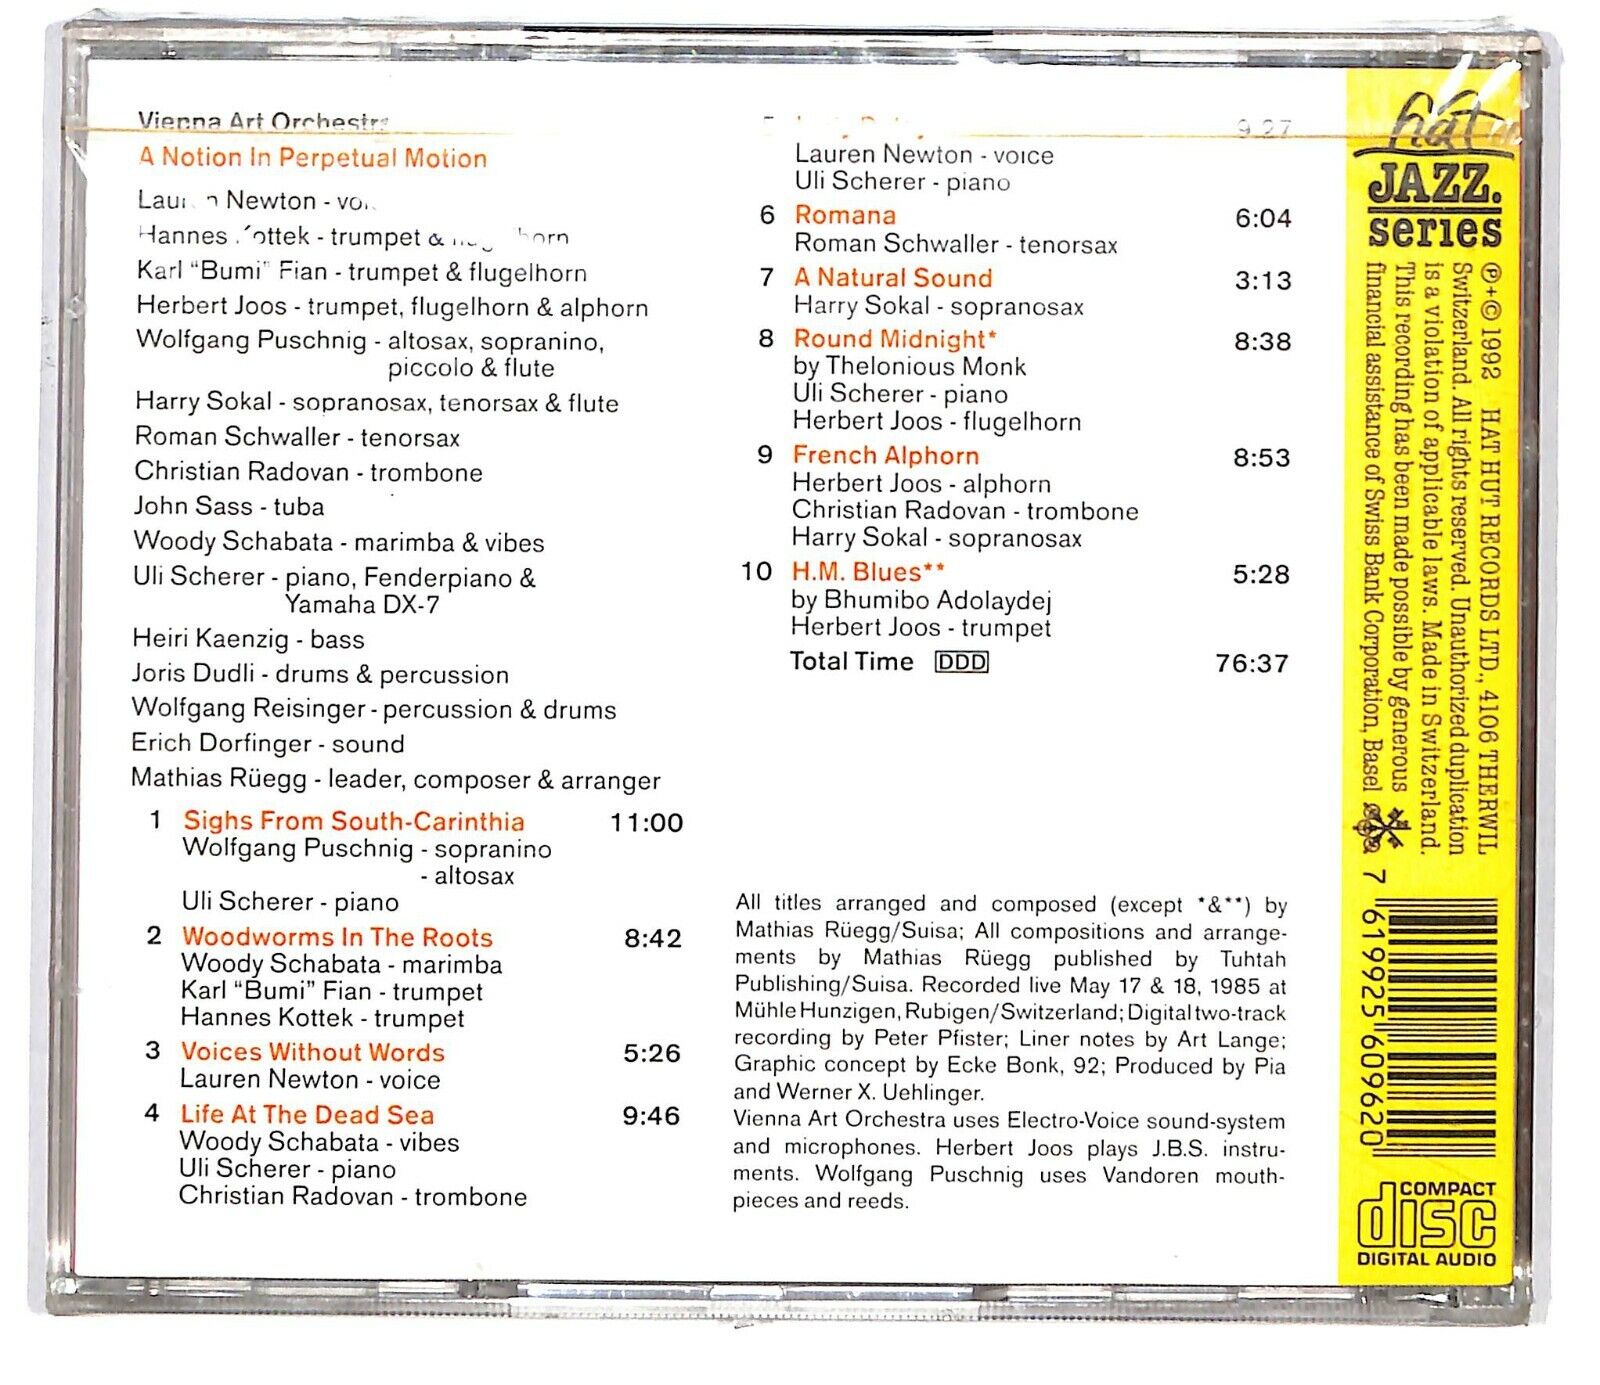 Vienna Art Orchestra
A Notion In Perpetual Motion
Newton -
Hannes Kottek - trumpet &
Karl “Bumi” Fian - trumpet & flugelhorn
Herbert Joos - trumpet, flugelhorn & alphorn
Wolfgang Puschnig - altosax, sopranino,
piccolo & flute
Harry Sokal - sopranosax, tenorsax & flute
Roman Schwaller - tenorsax
Christian Radovan - trombone
John Sass - tuba
Woody Schabata - marimba & vibes
Uli Scherer - piano, Fenderpiano &
Yamaha DX-7
Heiri Kaenzig - bass
Joris Dudli - drums & percussion
Wolfgang Reisinger - percussion & drums
Erich Dorfinger - sound
Mathias Rüegg - leader, composer & arranger
1 Sighs From South-Carinthia 11:00
Wolfgang Puschnig - sopranino
- altosax
Uli Scherer - piano
2 Woodworms In The Roots 8:42
Woody Schabata - marimba
Karl “Bumi” Fian - trumpet
Hannes Kottek - trumpet
3 Voices Without Words 5:26
Lauren Newton - voice
4 Life At The Dead Sea 9:46
Woody Schabata - vibes
Uli Scherer - piano
Christian Radovan - trombone
9:27
Lauren Newton - voice
Uli Scherer - piano
6 Romana 6:04
Roman Schwaller - tenorsax
7 A Natural Sound 3:13
Harry Sokal - sopranosax
8 Round Midnight* 8:38
by Thelonious Monk
Uli Scherer - piano
Herbert Joos - flugelhorn
9 French Alphorn 8:53
Herbert Joos - alphorn
Christian Radovan - trombone
Harry Sokal - sopranosax
10 H.M. Blues** 5:28
by Bhumibo Adolaydej
Herbert Joos - trumpet
Total Time DDD 76:37
All titles arranged and composed (except *&**) by
Mathias Rüegg/Suisa; All compositions and arrange-
ments by Mathias Rüegg published by Tuhtah
Publishing/Suisa. Recorded live May 17 & 18, 1985 at
Mühle Hunzigen, Rubigen/Switzerland; Digital two-track
recording by Peter Pfister; Liner notes by Art Lange;
Graphic concept by Ecke Bonk, 92; Produced by Pia
and Werner X. Uehlinger.
Vienna Art Orchestra uses Electro-Voice sound-system
and microphones. Herbert Joos plays J.B.S. instru-
ments. Wolfgang Puschnig uses Vandoren mouth-
pieces and reeds.
hat
JAZZ.
series
℗+© 1992 HAT HUT RECORDS LTD., 4106 THERWIL
Switzerland. All rights reserved. Unauthorized duplication
is a violation of applicable laws. Made in Switzerland.
This recording has been made possible by generous
financial assistance of Swiss Bank Corporation, Basel
7 619925 609620
COMPACT
disc
DIGITAL AUDIO